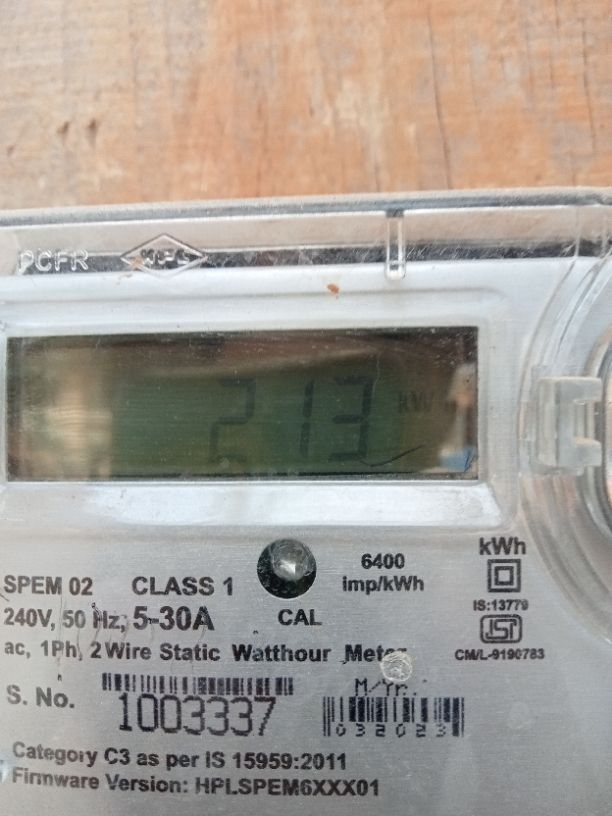 PCFR HPL
213 kW
SPEM 02 CLASS 1 6400 imp/kWh kWh
240V, 50 Hz, 5-30A CAL IS:13779
ac, 1Ph, 2 Wire Static Watthour Meter CM/L-9190783
S. No. 1003337 M/Yr. 032023
Category C3 as per IS 15959:2011
Firmware Version: HPLSPEM6XXX01